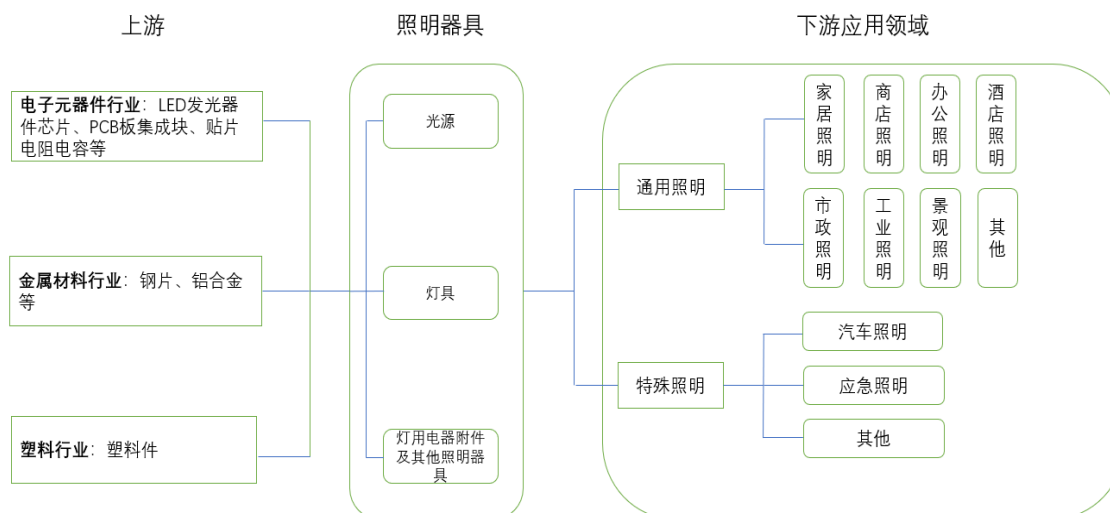 上游
照明器具
下游应用领域
电子元器件行业：LED发光器
件芯片、PCB板集成块、贴片
电阻电容等
金属材料行业：钢片、铝合金
等
塑料行业：塑料件
光源
灯具
灯用电器附件
及其他照明器
具
通用照明
家居照明
商店照明
办公照明
酒店照明
市政照明
工业照明
景观照明
其他
特殊照明
汽车照明
应急照明
其他